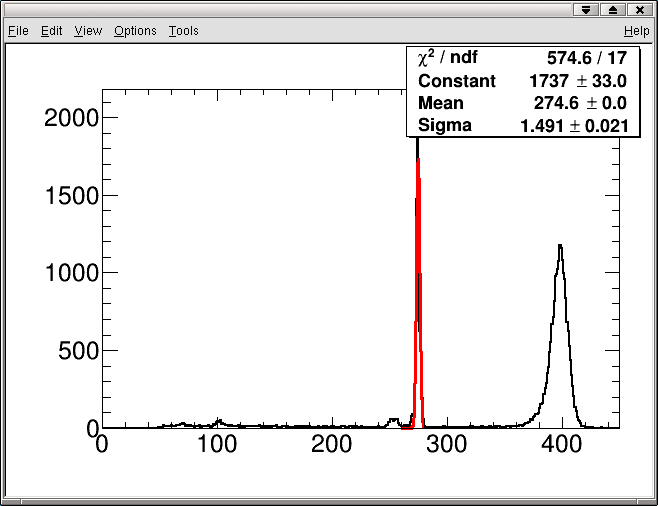 File Edit View Options Tools Help
χ² / ndf 574.6 / 17
Constant 1737 ± 33.0
Mean 274.6 ± 0.0
Sigma 1.491 ± 0.021
2000
1500
1000
500
0
0 100 200 300 400